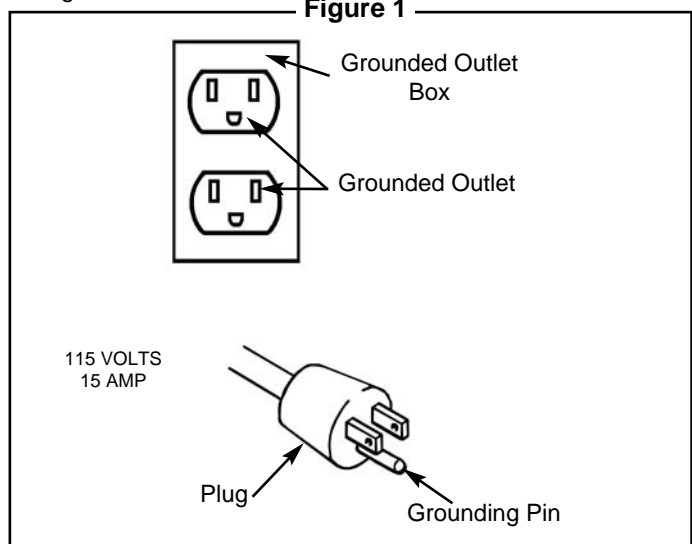 Figure 1
Grounded Outlet
Box
Grounded Outlet
115 VOLTS
15 AMP
Plug
Grounding Pin